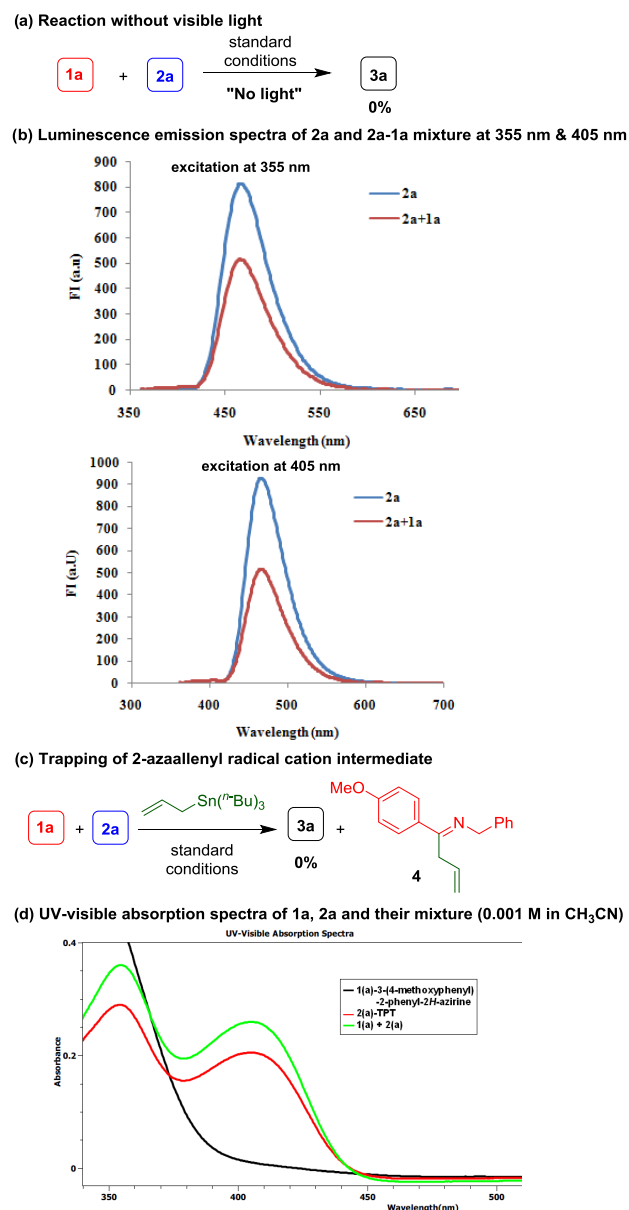 (a) Reaction without visible light
1a + 2a
standard
conditions
"No light"
3a
0%
(b) Luminescence emission spectra of 2a and 2a-1a mixture at 355 nm & 405 nm
excitation at 355 nm
2a
2a+1a
FI (a.u)
900
800
700
600
500
400
300
200
100
0
350 450 550 650
Wavelength (nm)
excitation at 405 nm
2a
2a+1a
FI (a.U)
1000
900
800
700
600
500
400
300
200
100
0
300 400 500 600 700
Wavelength (nm)
(c) Trapping of 2-azaallenyl radical cation intermediate
1a + 2a
Sn(n-Bu)3
standard
conditions
3a +
0%
MeO
N
Ph
4
(d) UV-visible absorption spectra of 1a, 2a and their mixture (0.001 M in CH3CN)
UV-Visible Absorption Spectra
1(a)-3-(4-methoxyphenyl)
-2-phenyl-2H-azirine
2(a)-TPT
1(a) + 2(a)
Absorbance
0.4
0.2
0
350 400 450 500
Wavelength(nm)